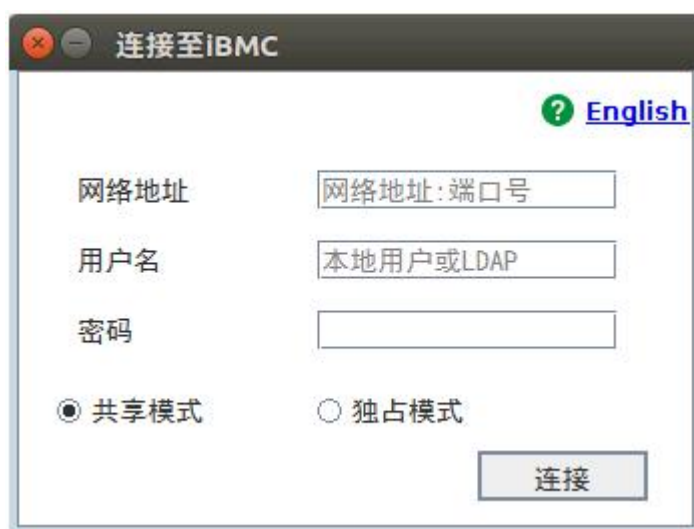 连接至iBMC
English
网络地址 网络地址:端口号
用户名 本地用户或LDAP
密码
共享模式 独占模式
连接